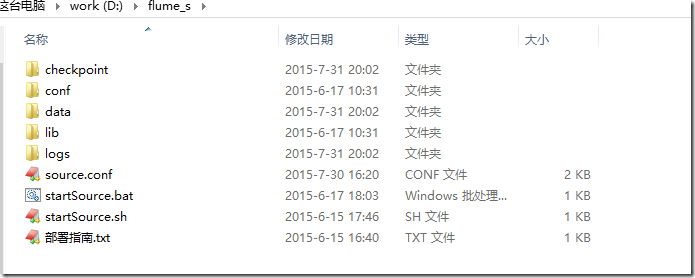 这台电脑 work (D:) flume_s
名称 修改日期 类型 大小
checkpoint 2015-7-31 20:02 文件夹
conf 2015-6-17 10:31 文件夹
data 2015-7-31 20:02 文件夹
lib 2015-6-17 10:31 文件夹
logs 2015-7-31 20:02 文件夹
source.conf 2015-7-30 16:20 CONF 文件 2 KB
startSource.bat 2015-6-17 18:03 Windows 批处理... 1 KB
startSource.sh 2015-6-15 17:46 SH 文件 1 KB
部署指南.txt 2015-6-15 16:40 TXT 文件 1 KB